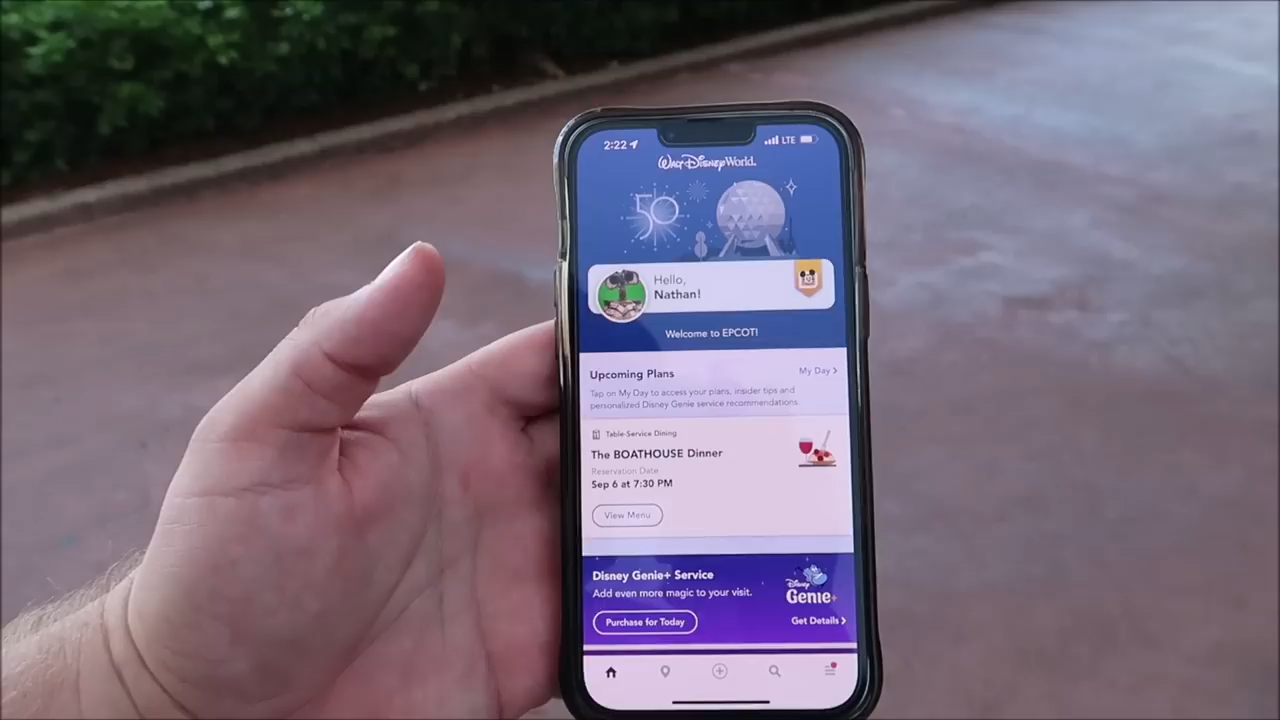 2:22
LTE
Walt Disney World.
50
Hello,
Nathan!
Welcome to EPCOT!
Upcoming Plans
My Day >
Tap on My Day to access your plans, insider tips and
personalized Disney Genie service recommendations.
Table-Service Dining
The BOATHOUSE Dinner
Reservation Date
Sep 6 at 7:30 PM
View Menu
Disney Genie+ Service
Add even more magic to your visit.
Disney
Genie+
Purchase for Today
Get Details >